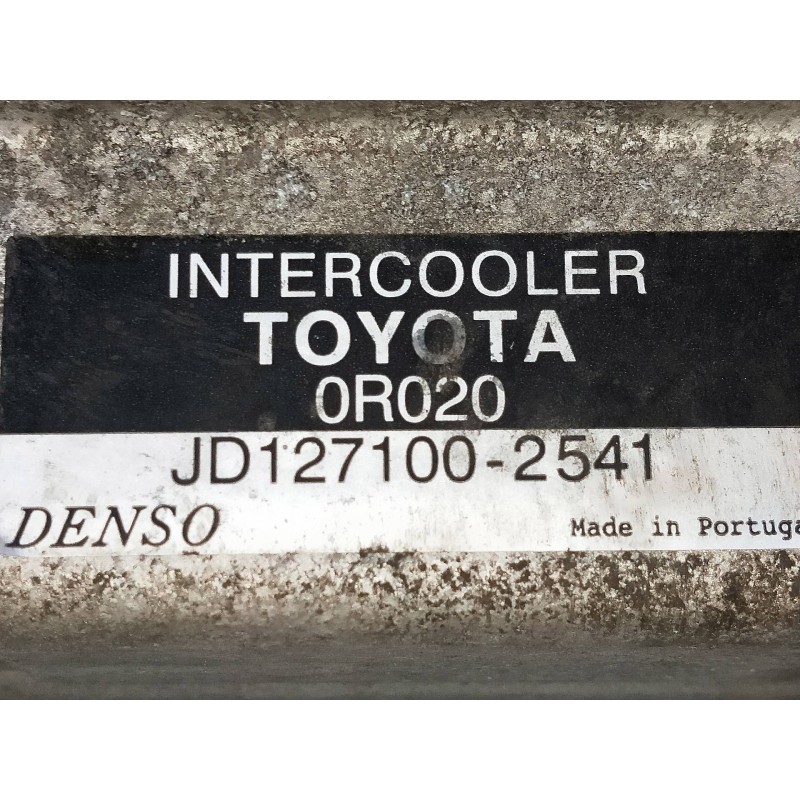 INTERCOOLER
TOYOTA
0R020
JD127100-2541
DENSO
Made in Portuga